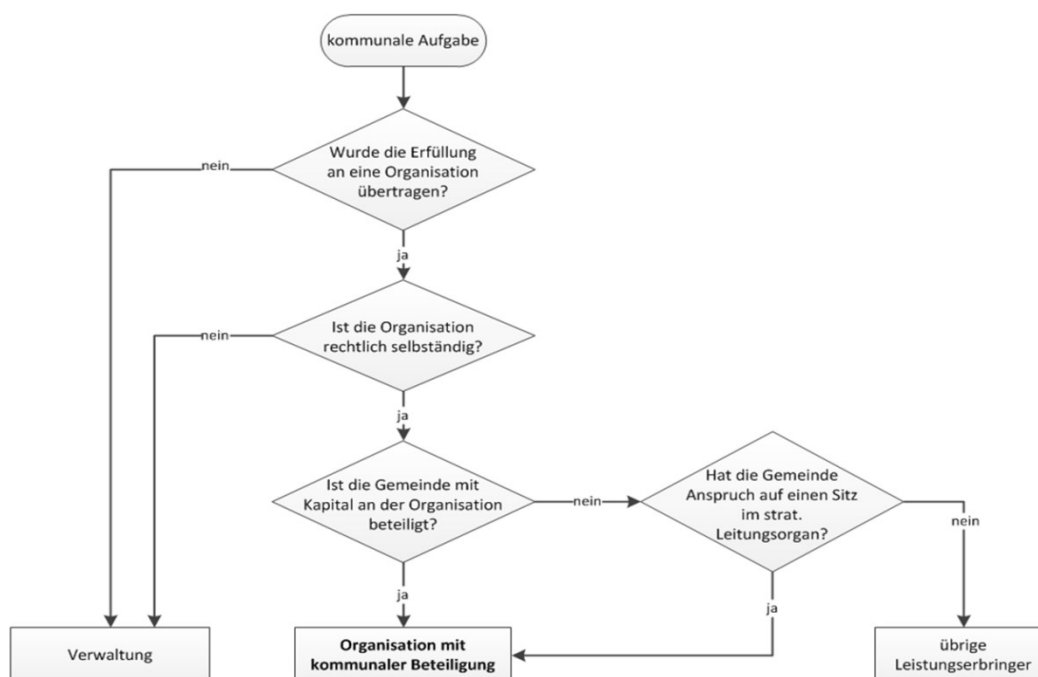 kommunale Aufgabe
Wurde die Erfüllung
an eine Organisation
übertragen?
nein
ja
Ist die Organisation
rechtlich selbständig?
nein
ja
Ist die Gemeinde mit
Kapital an der Organisation
beteiligt?
nein
Hat die Gemeinde
Anspruch auf einen Sitz
im strat.
Leitungsorgan?
nein
ja
ja
Verwaltung
Organisation mit
kommunaler Beteiligung
übrige
Leistungserbringer